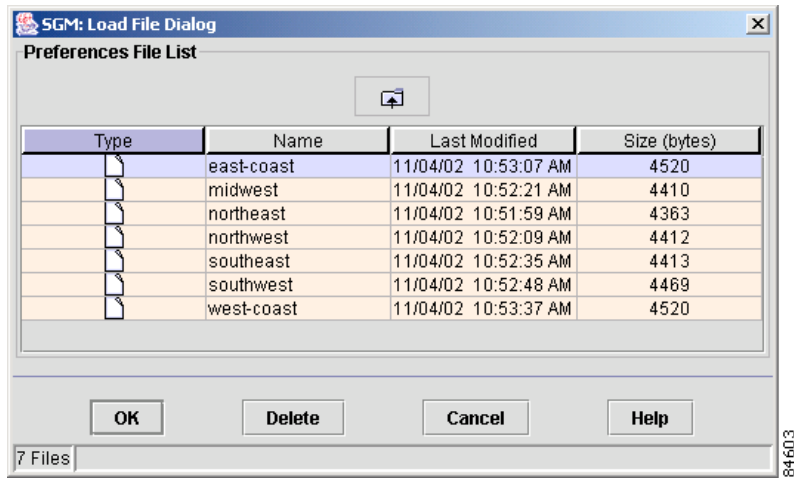 SGM: Load File Dialog
Preferences File List
Type Name Last Modified Size (bytes)
east-coast 11/04/02 10:53:07 AM 4520
midwest 11/04/02 10:52:21 AM 4410
northeast 11/04/02 10:51:59 AM 4363
northwest 11/04/02 10:52:09 AM 4412
southeast 11/04/02 10:52:35 AM 4413
southwest 11/04/02 10:52:48 AM 4469
west-coast 11/04/02 10:53:37 AM 4520
OK Delete Cancel Help
7 Files
84603